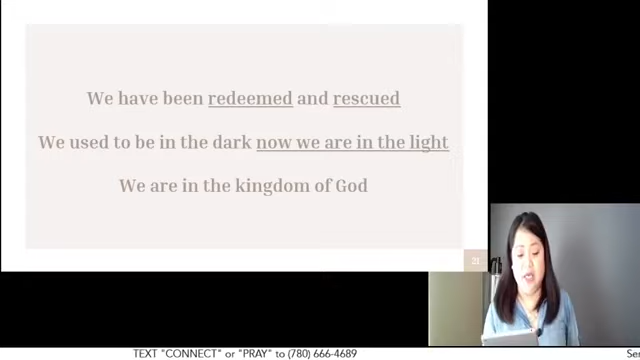 We have been redeemed and rescued
We used to be in the dark now we are in the light
We are in the kingdom of God
21
TEXT "CONNECT" or "PRAY" to (780) 666-4689